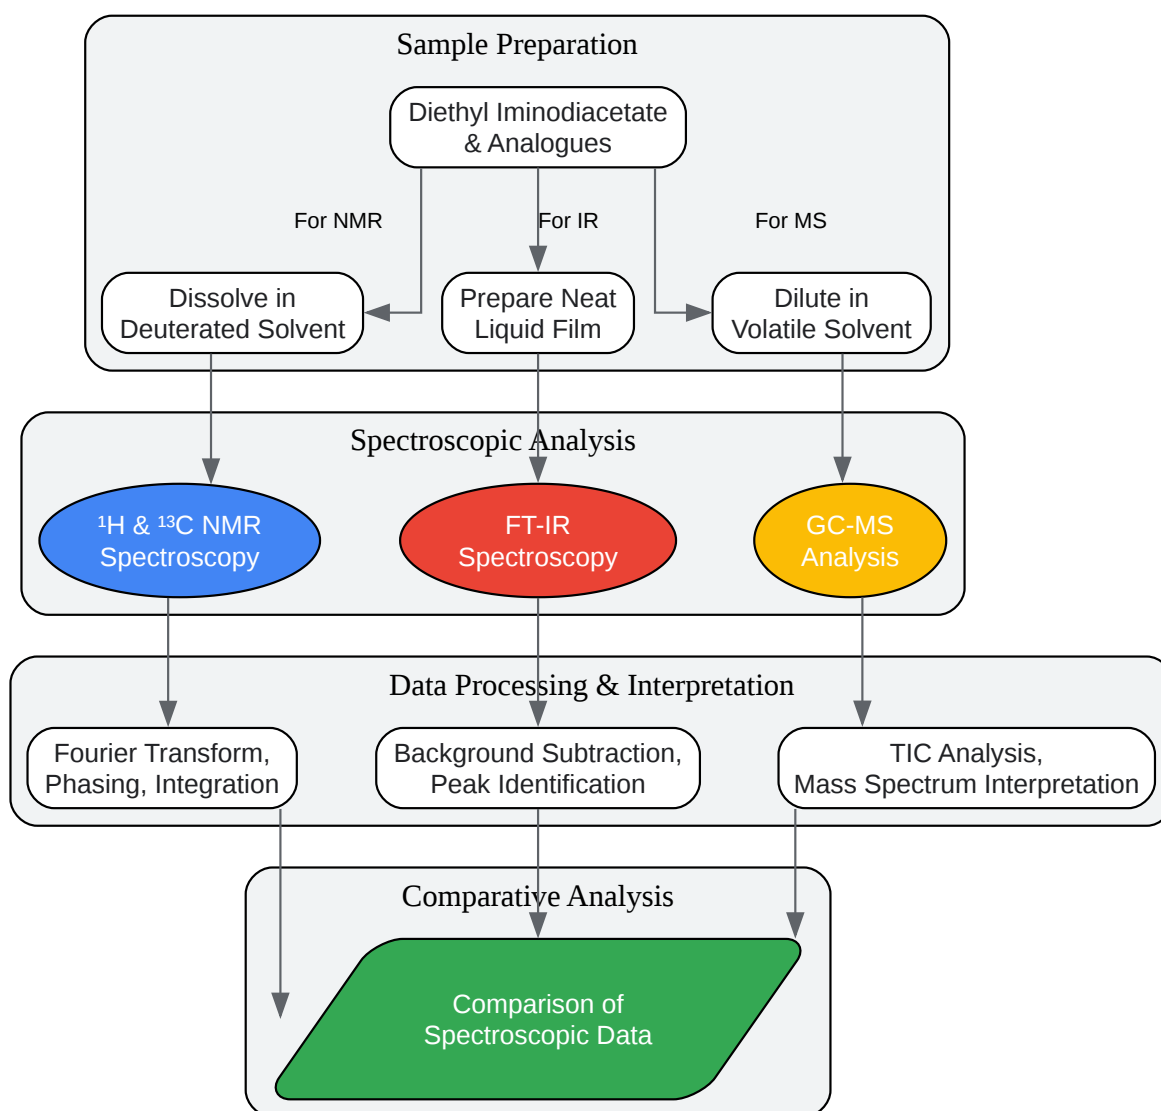 Sample Preparation
Diethyl Iminodiacetate
& Analogues
For NMR
For IR
For MS
Dissolve in
Deuterated Solvent
Prepare Neat
Liquid Film
Dilute in
Volatile Solvent
Spectroscopic Analysis
¹H & ¹³C NMR
Spectroscopy
FT-IR
Spectroscopy
GC-MS
Analysis
Data Processing & Interpretation
Fourier Transform,
Phasing, Integration
Background Subtraction,
Peak Identification
TIC Analysis,
Mass Spectrum Interpretation
Comparative Analysis
Comparison of
Spectroscopic Data